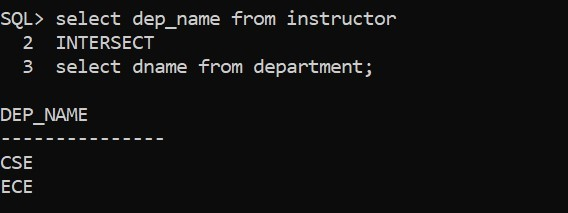 SQL> select dep_name from instructor
  2  INTERSECT
  3  select dname from department;

DEP_NAME
---------------
CSE
ECE